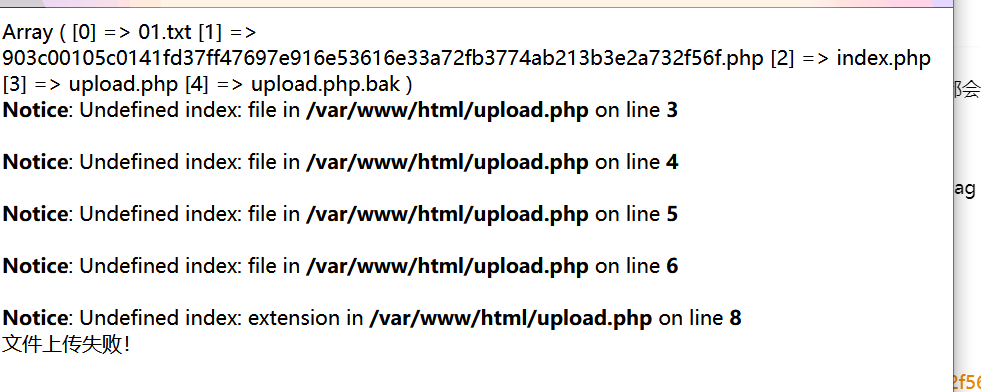 Array ( [0] => 01.txt [1] =>
903c00105c0141fd37ff47697e916e53616e33a72fb3774ab213b3e2a732f56f.php [2] => index.php
[3] => upload.php [4] => upload.php.bak )
Notice: Undefined index: file in /var/www/html/upload.php on line 3
Notice: Undefined index: file in /var/www/html/upload.php on line 4
Notice: Undefined index: file in /var/www/html/upload.php on line 5
Notice: Undefined index: file in /var/www/html/upload.php on line 6
Notice: Undefined index: extension in /var/www/html/upload.php on line 8
文件上传失败!
都会
ag
2f56